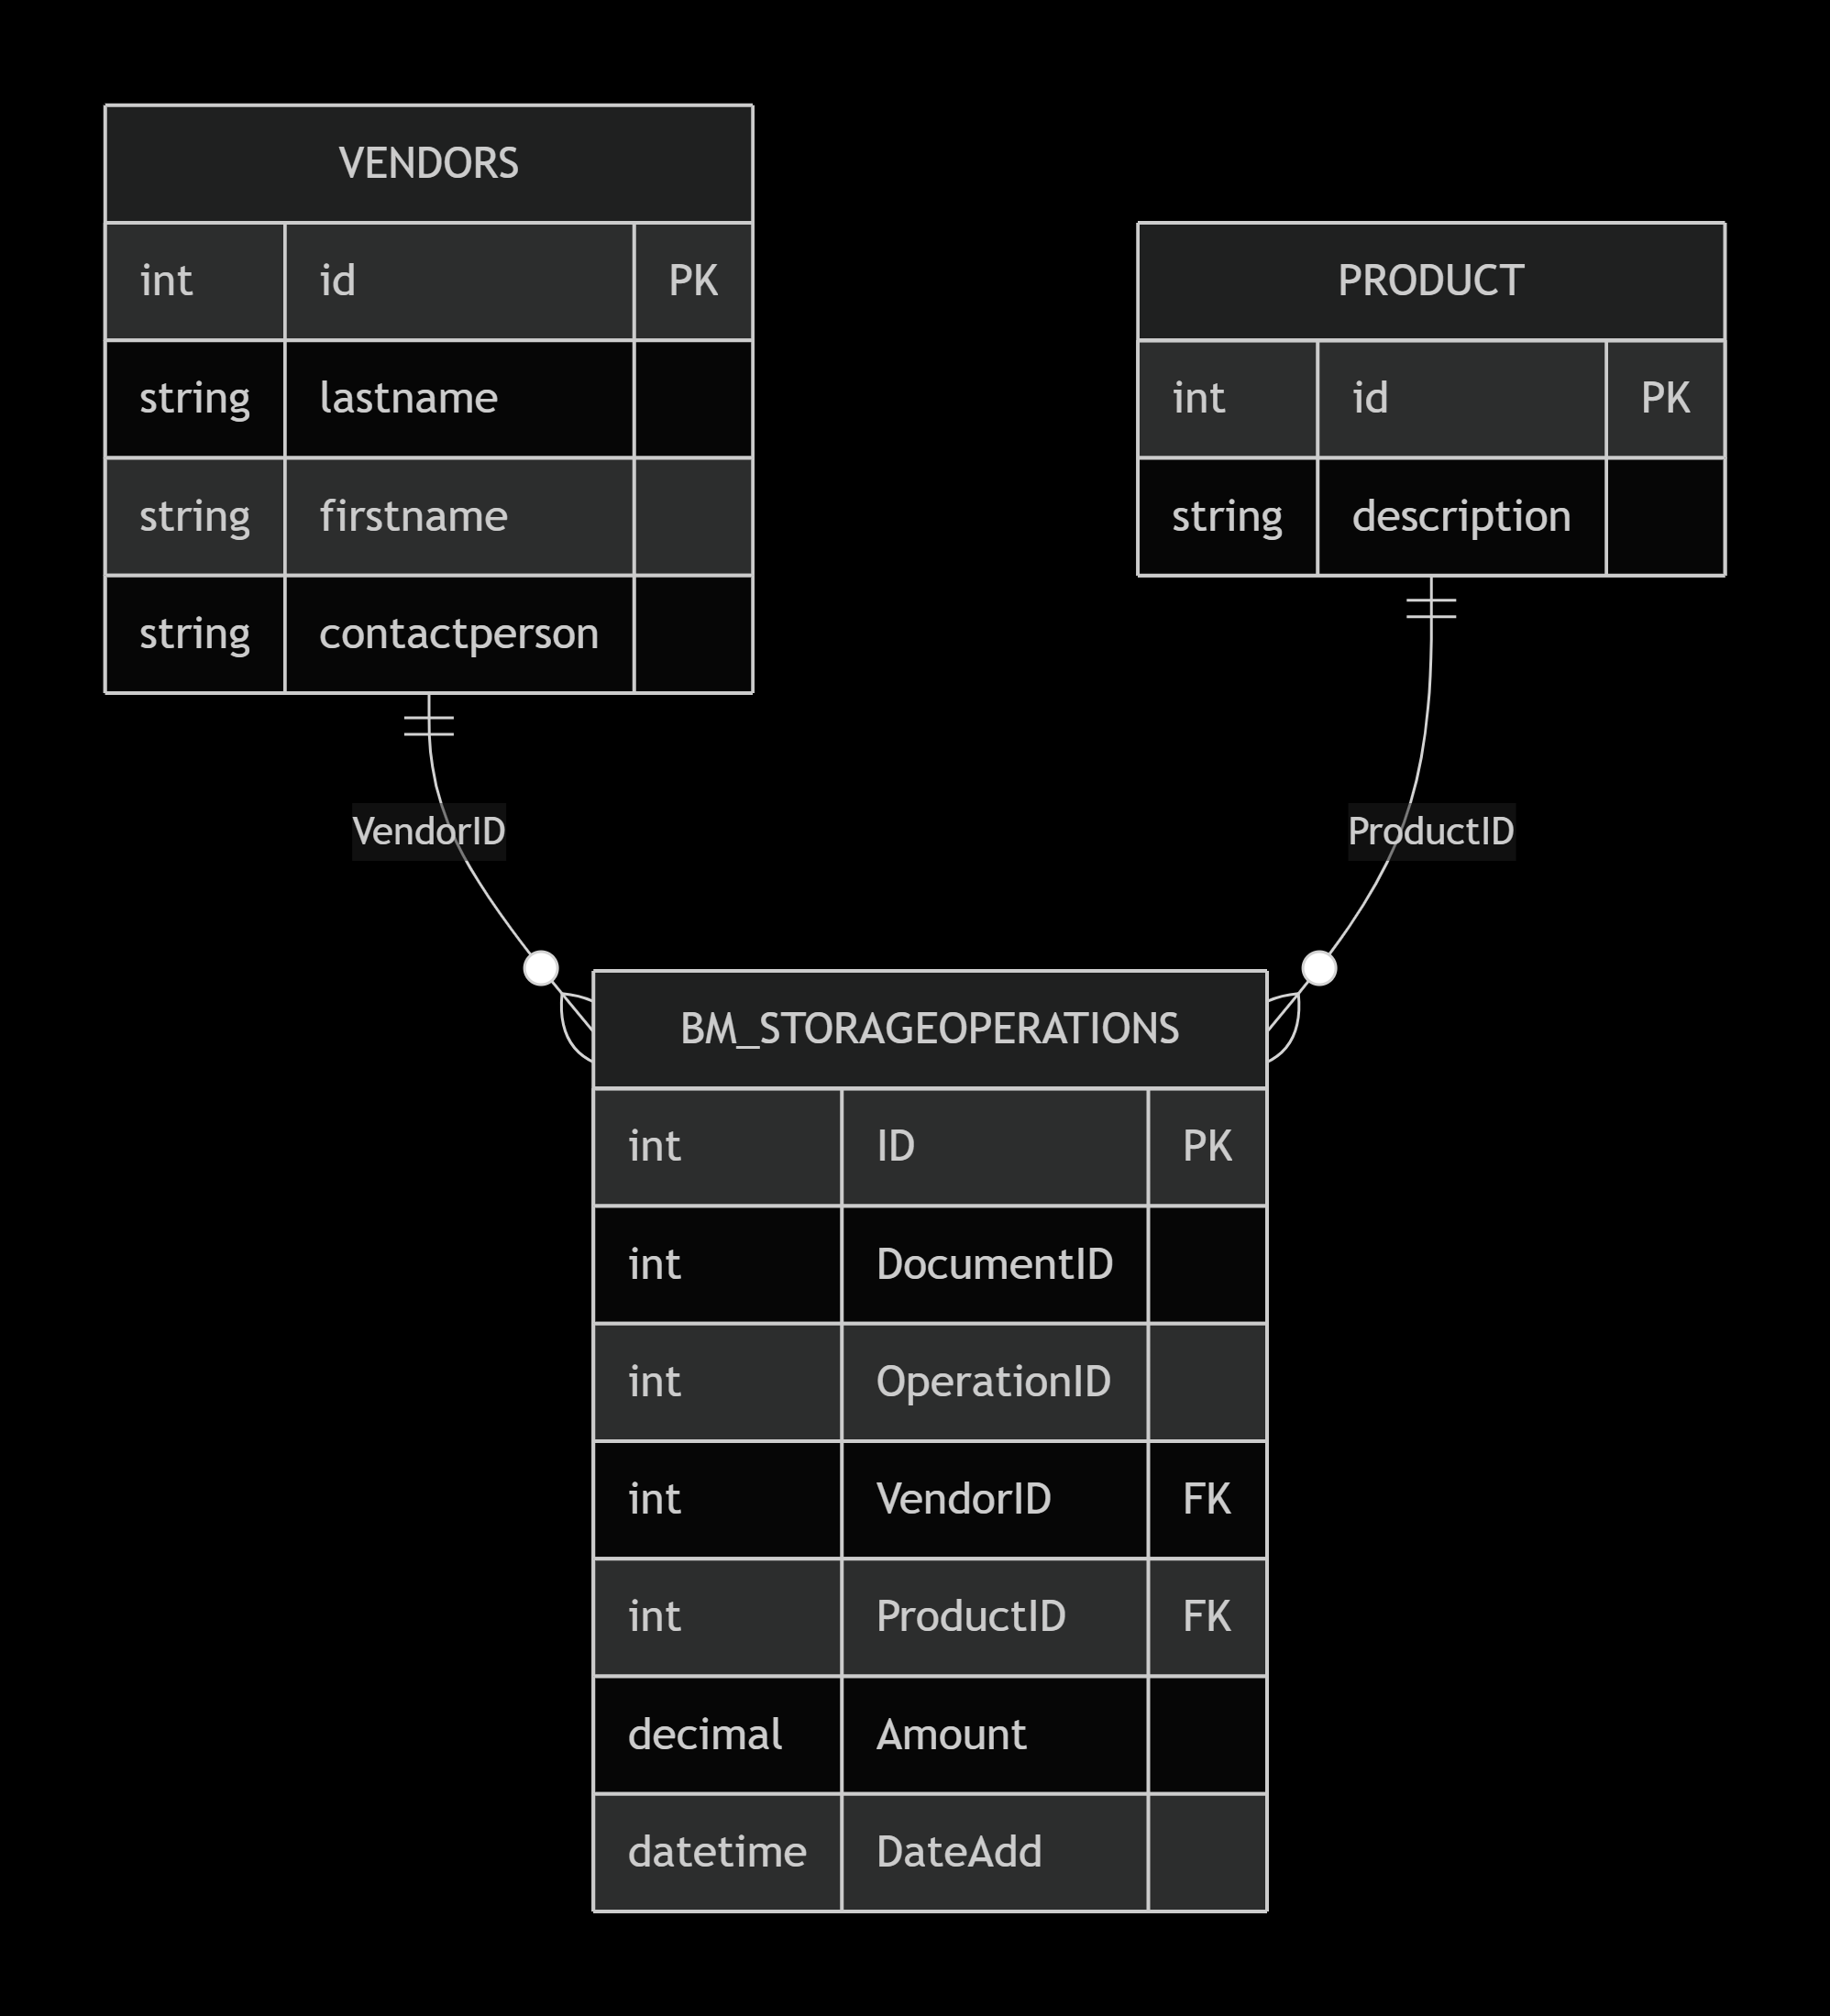 VENDORS
int id PK
string lastname
string firstname
string contactperson
PRODUCT
int id PK
string description
VendorID
ProductID
BM_STORAGEOPERATIONS
int ID PK
int DocumentID
int OperationID
int VendorID FK
int ProductID FK
decimal Amount
datetime DateAdd